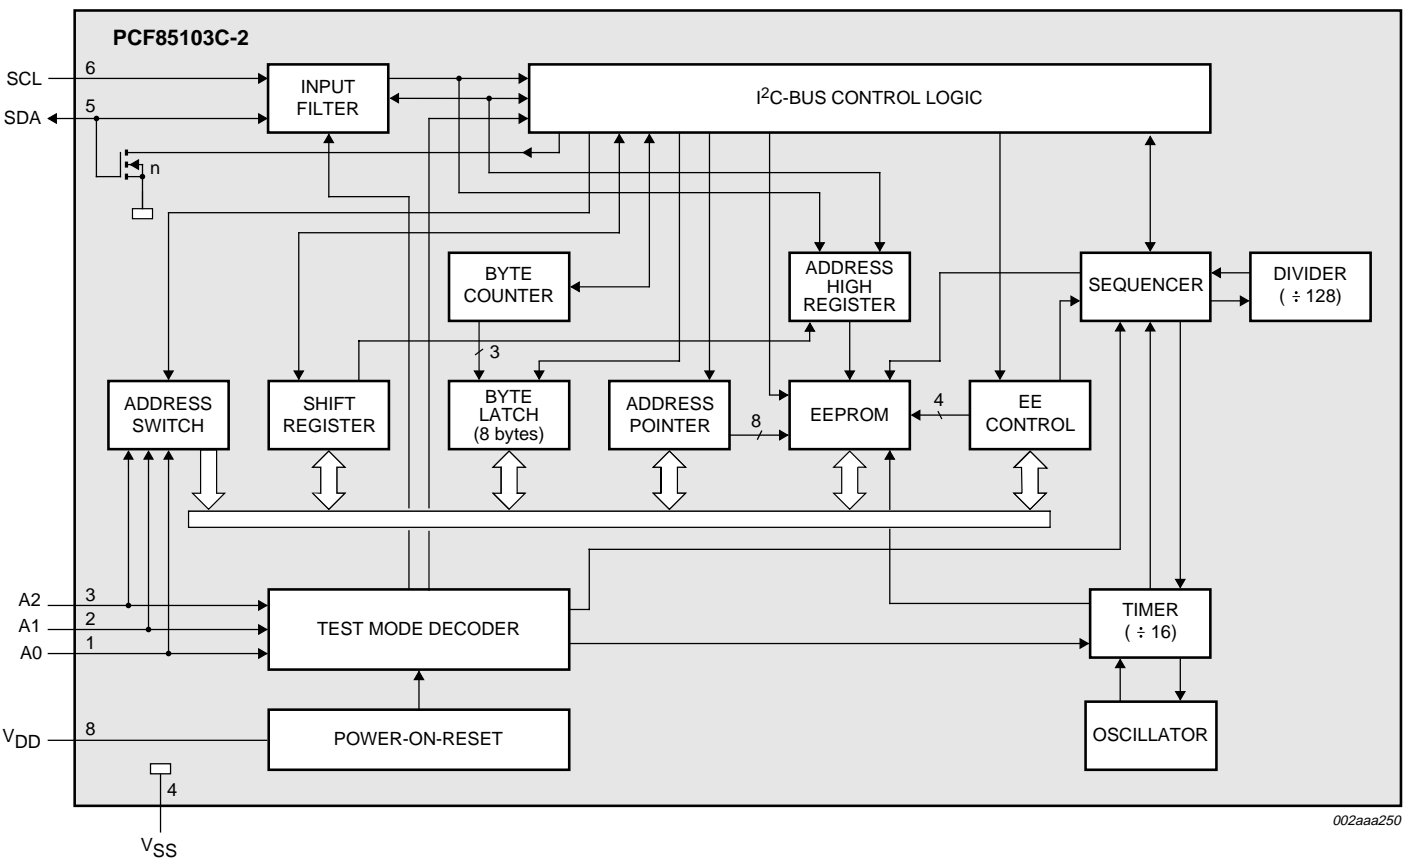 PCF85103C-2
SCL
6
INPUT
FILTER
I2C-BUS CONTROL LOGIC
SDA
5
n
BYTE
COUNTER
ADDRESS
HIGH
REGISTER
SEQUENCER
DIVIDER
( ÷ 128)
3
ADDRESS
SWITCH
SHIFT
REGISTER
BYTE
LATCH
(8 bytes)
ADDRESS
POINTER
8
EEPROM
4
EE
CONTROL
A2
3
A1
2
A0
1
TEST MODE DECODER
TIMER
( ÷ 16)
VDD
8
POWER-ON-RESET
OSCILLATOR
4
VSS
002aaa250